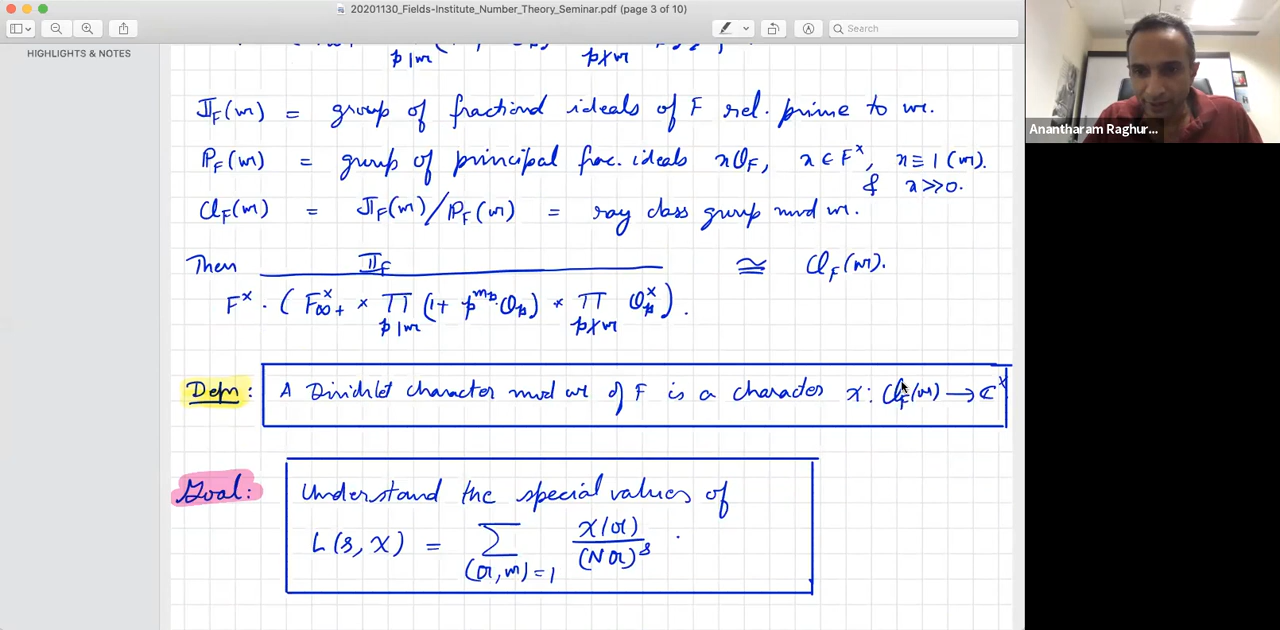 20201130_Fields-Institute_Number_Theory_Seminar.pdf (page 3 of 10)
Search
HIGHLIGHTS & NOTES
Anantharam Raghur...
p|m p∤m
𝕀_F(m) = group of fractional ideals of F rel. prime to m.
ℙ_F(m) = group of principal frac. ideals xO_F, x ∈ F^×, x ≡ 1 (m).
& x >> 0.
Cl_F(m) = 𝕀_F(m)/ℙ_F(m) = ray class group mod m.
Then 𝕀_F / F^× · (F_∞+^× × ∏_{p|m} (1 + p^{m_p} O_p) × ∏_{p∤m} O_p^×) ≅ Cl_F(m).
Defn: A Dirichlet character mod m of F is a character χ : Cl_F(m) → ℂ^×
Goal: Understand the special values of
L(s, χ) = ∑_{(𝔞, m) = 1} χ(𝔞)/(N𝔞)^s .